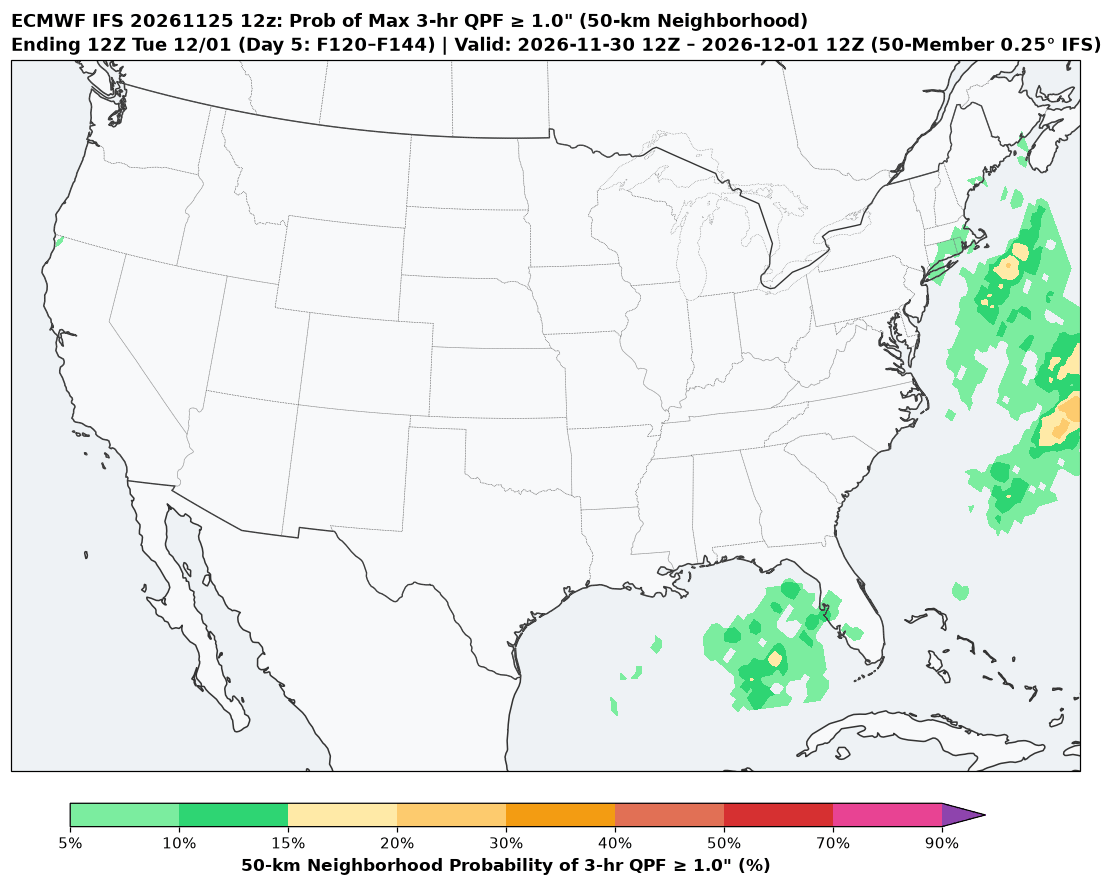 ECMWF IFS 20261125 12z: Prob of Max 3-hr QPF ≥ 1.0" (50-km Neighborhood)
Ending 12Z Tue 12/01 (Day 5: F120–F144) | Valid: 2026-11-30 12Z – 2026-12-01 12Z (50-Member 0.25° IFS)
5% 10% 15% 20% 30% 40% 50% 70% 90%
50-km Neighborhood Probability of 3-hr QPF ≥ 1.0" (%)